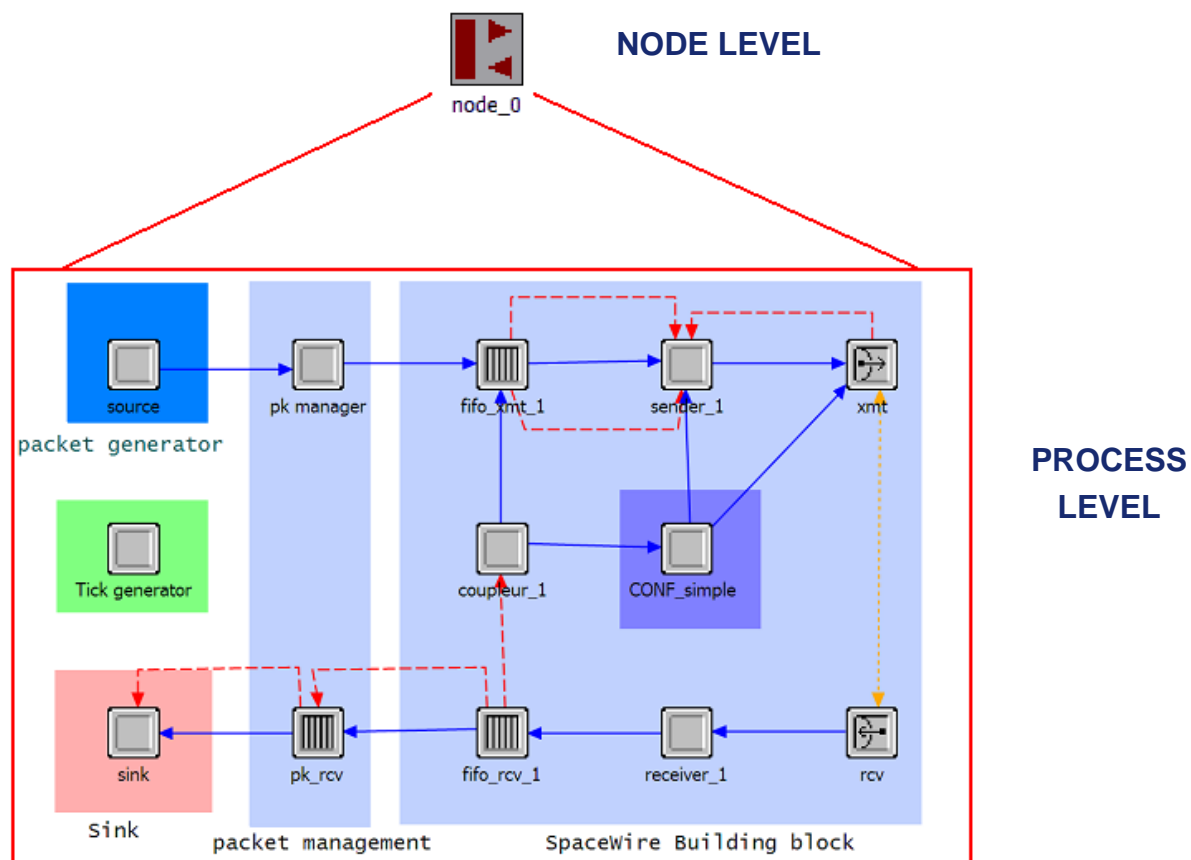 NODE LEVEL
node_0
source
pk manager
fifo_xmt_1
sender_1
xmt
packet generator
PROCESS
LEVEL
Tick generator
coupleur_1
CONF_simple
sink
pk_rcv
fifo_rcv_1
receiver_1
rcv
Sink
packet management
SpaceWire Building block